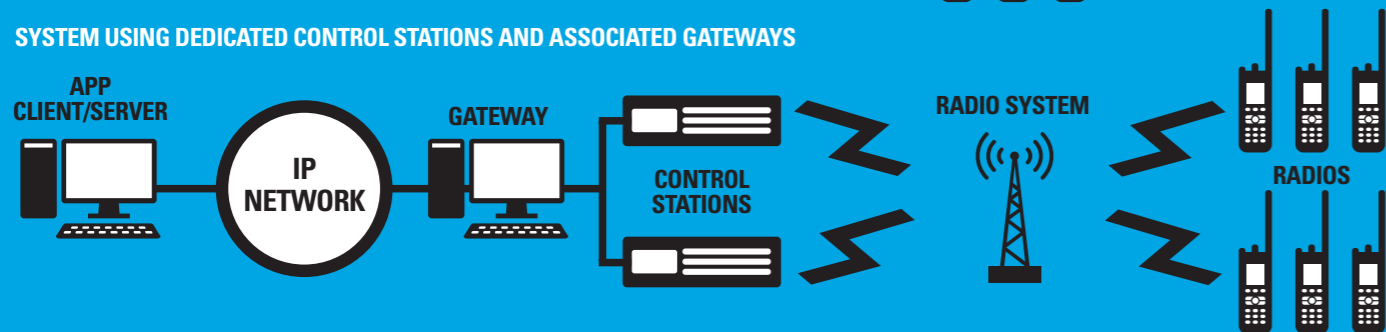 SYSTEM USING DEDICATED CONTROL STATIONS AND ASSOCIATED GATEWAYS
APP
CLIENT/SERVER
IP
NETWORK
GATEWAY
CONTROL
STATIONS
RADIO SYSTEM
RADIOS